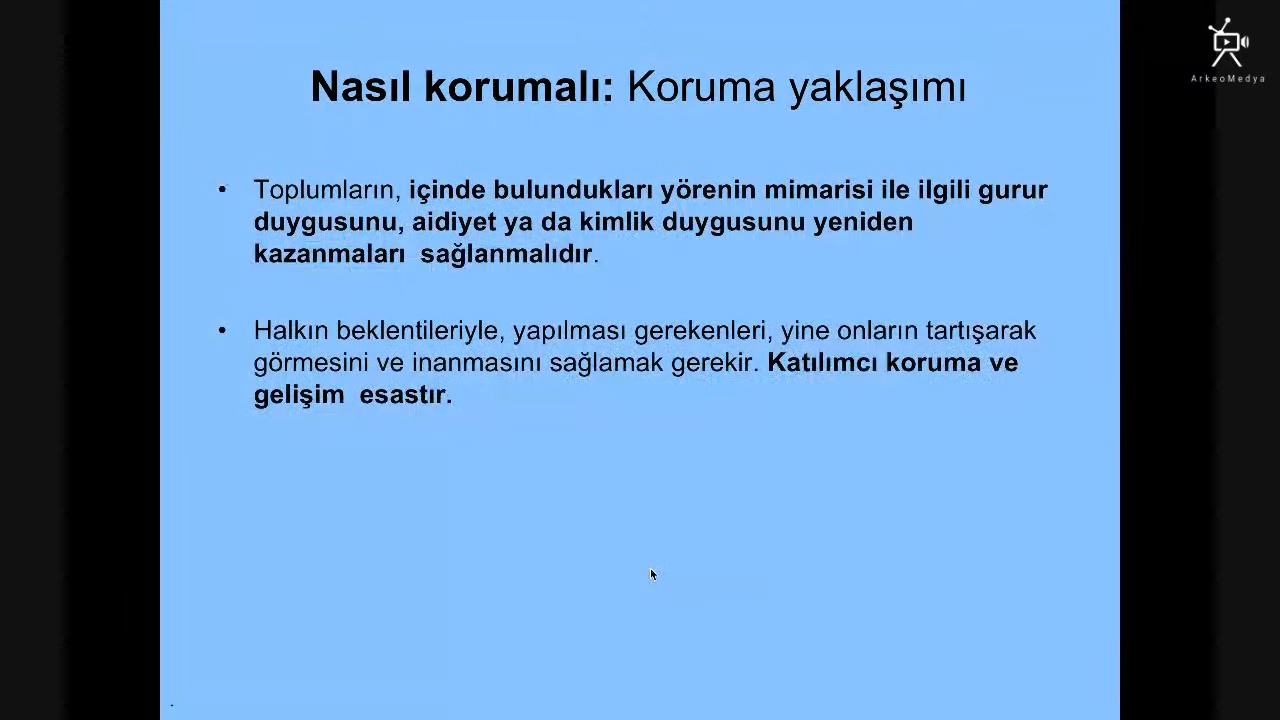 ArkeoMedya
Nasıl korumalı: Koruma yaklaşımı
• Toplumların, içinde bulundukları yörenin mimarisi ile ilgili gurur
duygusunu, aidiyet ya da kimlik duygusunu yeniden
kazanmaları  sağlanmalıdır.
• Halkın beklentileriyle, yapılması gerekenleri, yine onların tartışarak
görmesini ve inanmasını sağlamak gerekir. Katılımcı koruma ve
gelişim  esastır.
.